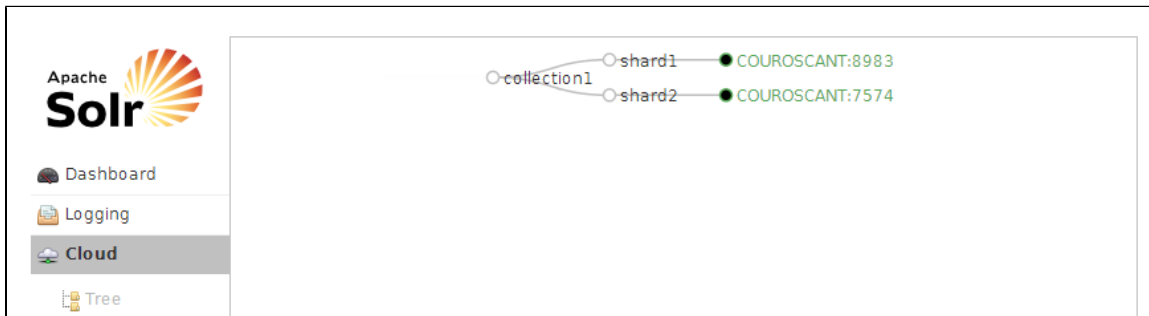 Apache
Solr
Dashboard
Logging
Cloud
Tree
collection1
shard1
COUROSCANT:8983
shard2
COUROSCANT:7574